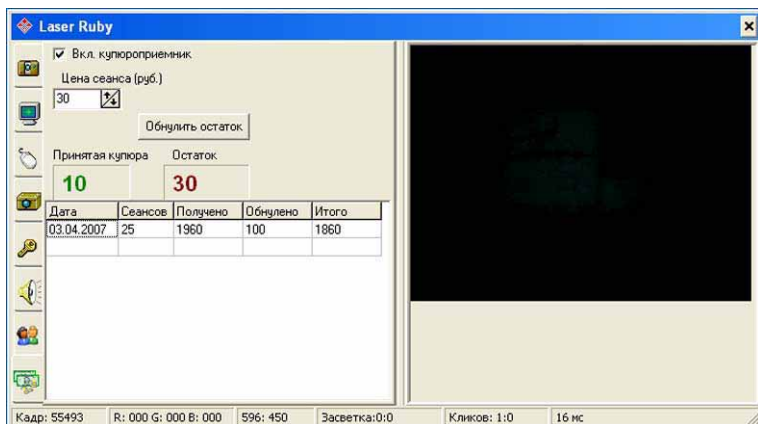 Laser Ruby
Вкл. купюроприемник
Цена сеанса (руб.)
30
Обнулить остаток
Принятая купюра Остаток
10 30
Дата Сеансов Получено Обнулено Итого
03.04.2007 25 1960 100 1860
Кадр: 55493 R: 000 G: 000 B: 000 596: 450 Засветка:0:0 Кликов: 1:0 16 мс